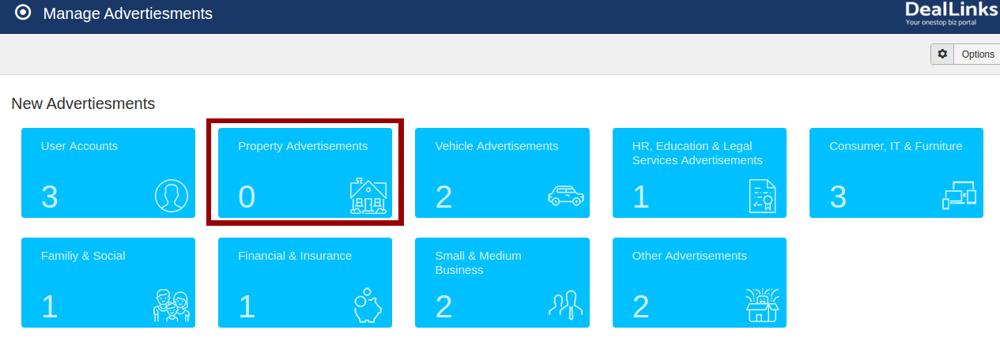 Manage Advertiesments
DealLinks
Your onestop biz portal
Options
New Advertiesments
User Accounts
3
Property Advertisements
0
Vehicle Advertisements
2
HR, Education & Legal
Services Advertisements
1
Consumer, IT & Furniture
3
Familiy & Social
1
Financial & Insurance
1
Small & Medium
Business
2
Other Advertisements
2